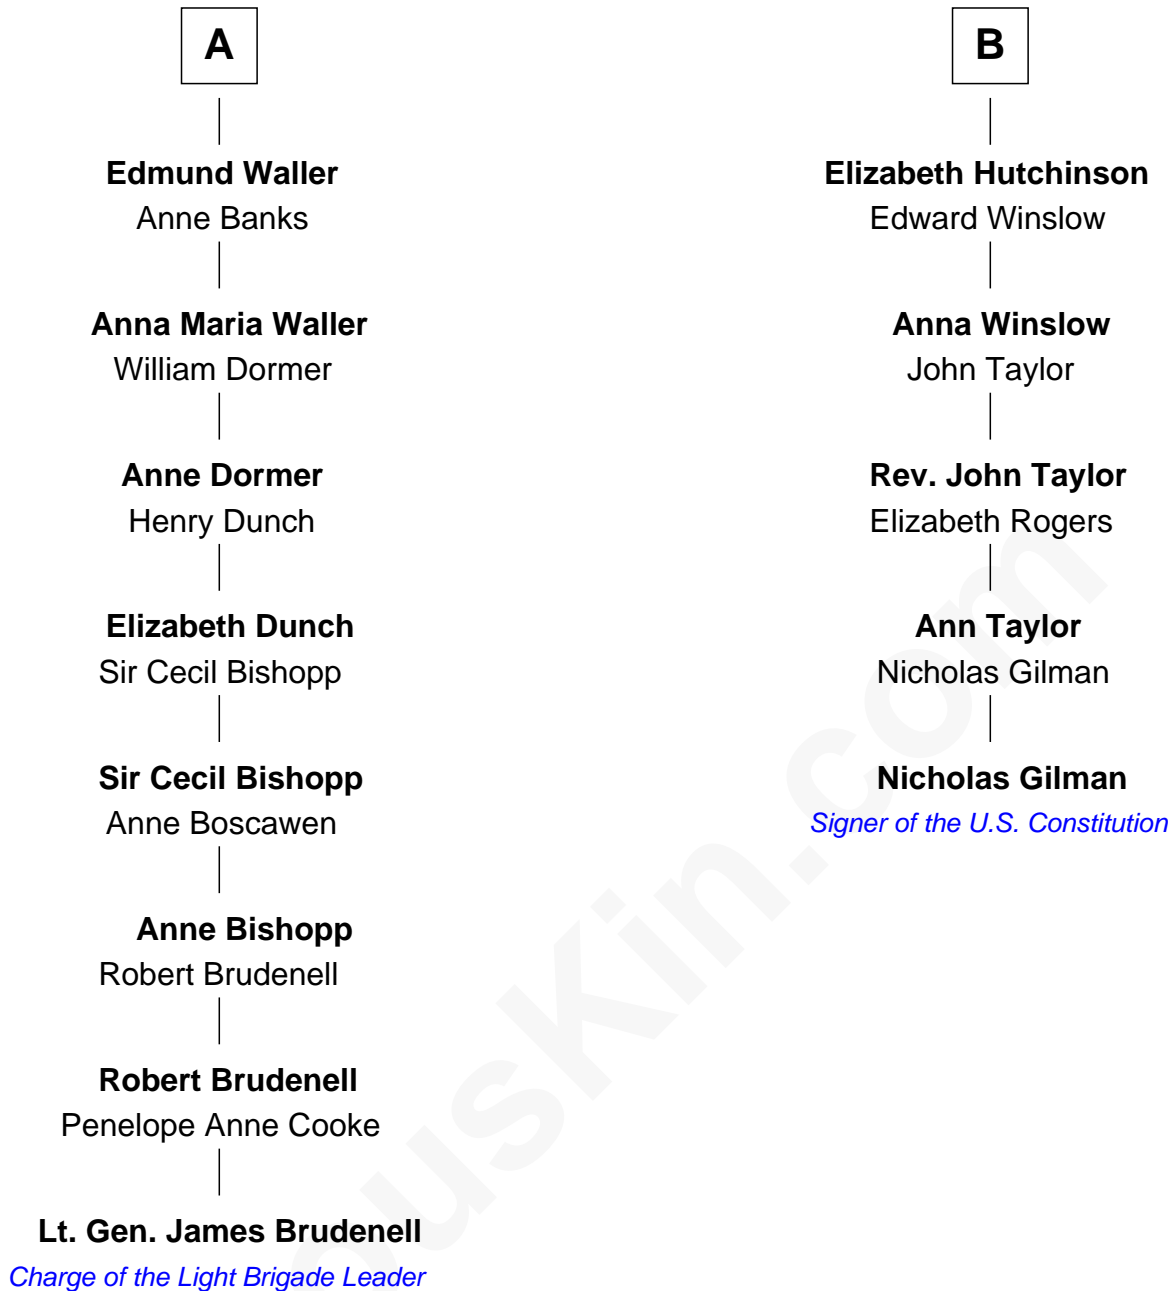 A
Edmund Waller
Anne Banks
Anna Maria Waller
William Dormer
Anne Dormer
Henry Dunch
Elizabeth Dunch
Sir Cecil Bishopp
Sir Cecil Bishopp
Anne Boscawen
Anne Bishopp
Robert Brudenell
Robert Brudenell
Penelope Anne Cooke
Lt. Gen. James Brudenell
Charge of the Light Brigade Leader
B
Elizabeth Hutchinson
Edward Winslow
Anna Winslow
John Taylor
Rev. John Taylor
Elizabeth Rogers
Ann Taylor
Nicholas Gilman
Nicholas Gilman
Signer of the U.S. Constitution
ousKin.com